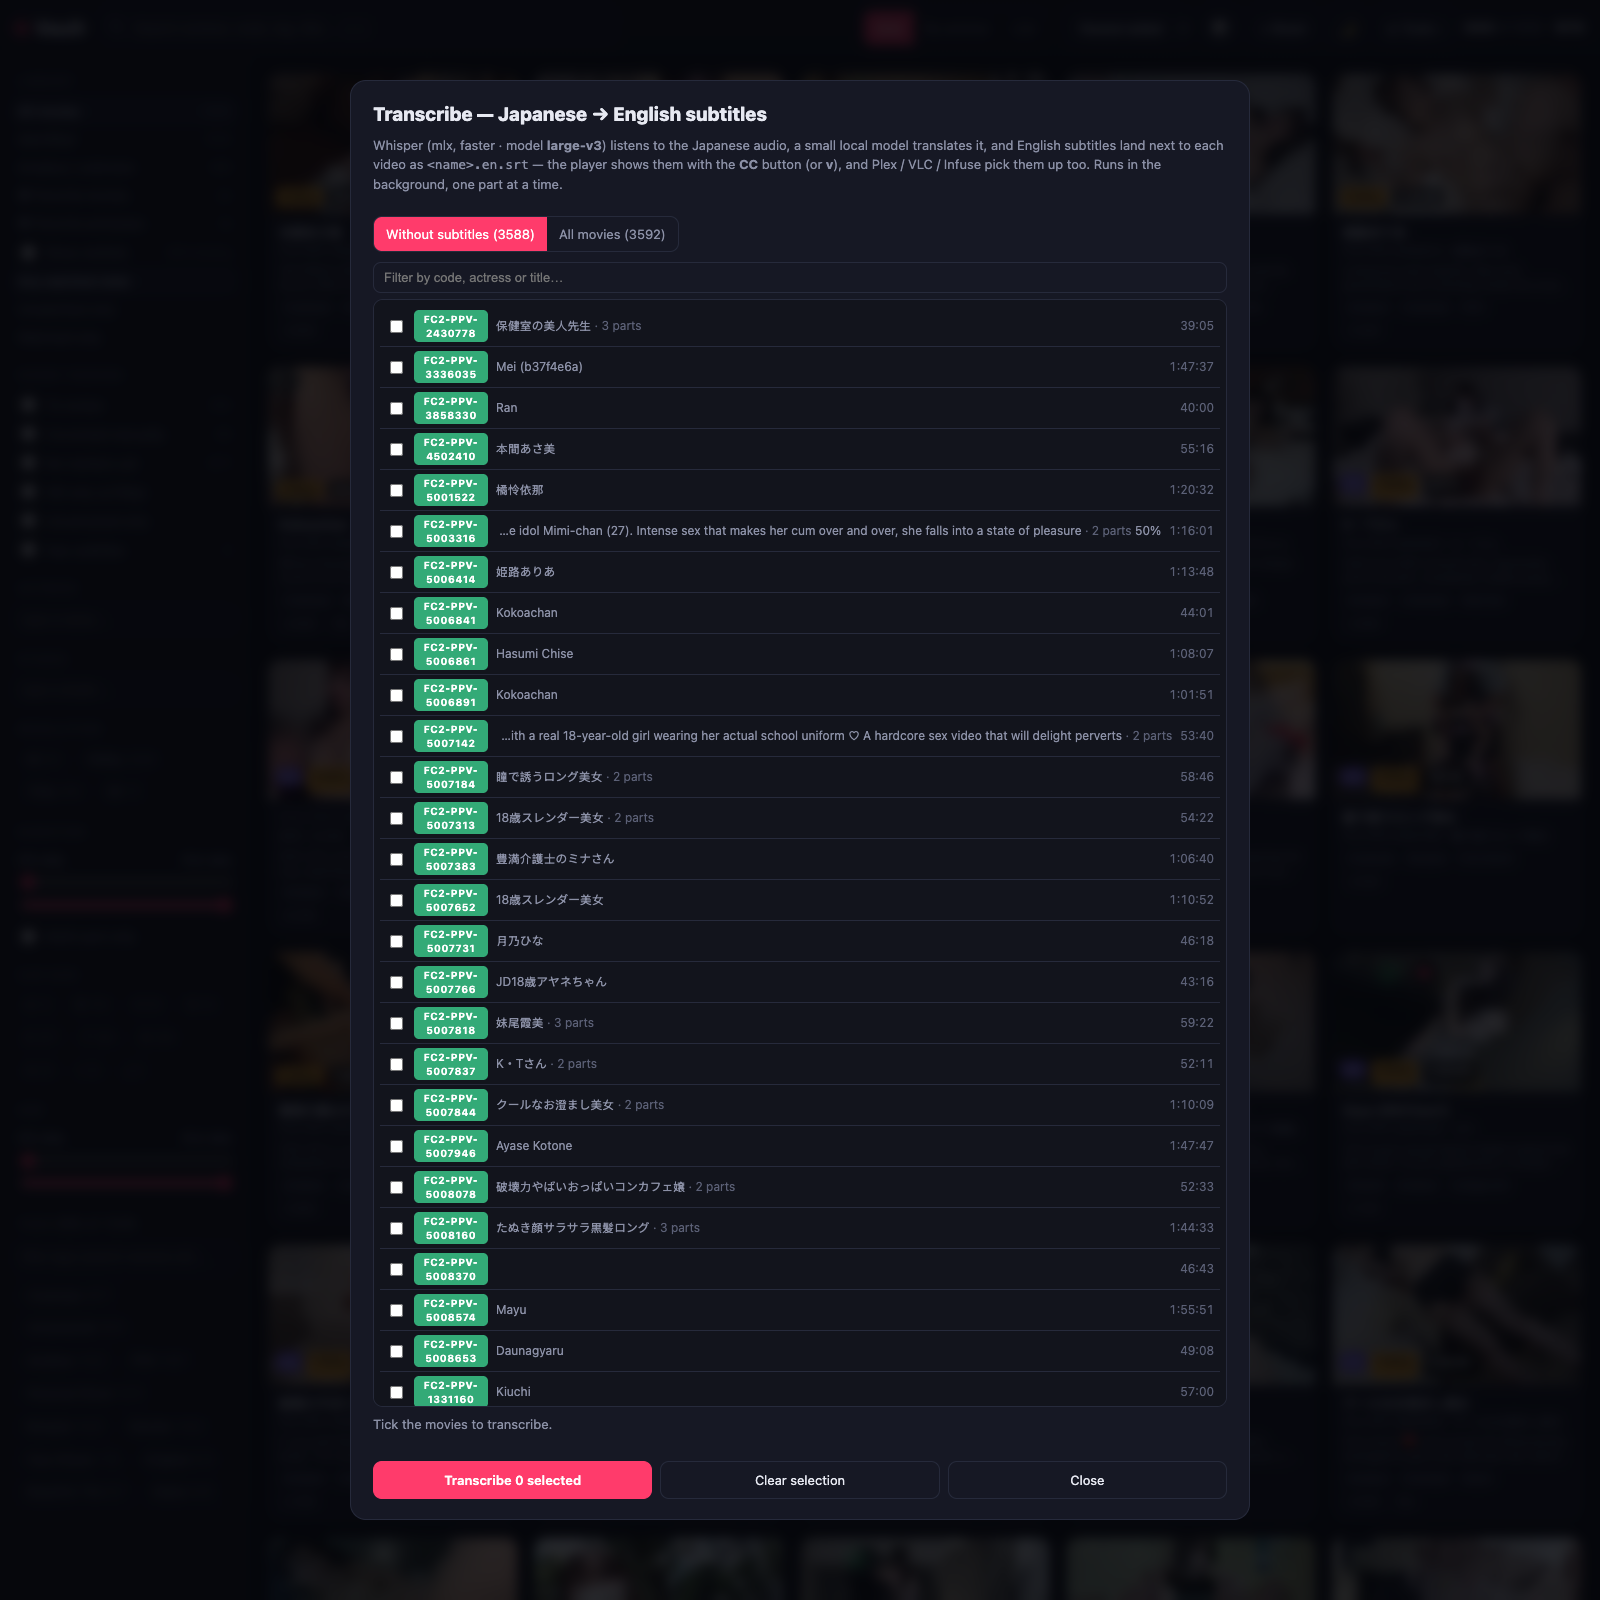 Transcribe — Japanese → English subtitles
Whisper (mlx, faster · model large-v3) listens to the Japanese audio, a small local model translates it, and English subtitles land next to each
video as <name>.en.srt — the player shows them with the CC button (or v), and Plex / VLC / Infuse pick them up too. Runs in the
background, one part at a time.
Without subtitles (3588) All movies (3592)
Filter by code, actress or title…
FC2-PPV-2430778 保健室の美人先生 · 3 parts 39:05
FC2-PPV-3336035 Mei (b37f4e6a) 1:47:37
FC2-PPV-3858330 Ran 40:00
FC2-PPV-4502410 本間あさ美 55:16
FC2-PPV-5001522 橘怜依那 1:20:32
FC2-PPV-5003316 …e idol Mimi-chan (27). Intense sex that makes her cum over and over, she falls into a state of pleasure · 2 parts 50% 1:16:01
FC2-PPV-5006414 姫路ありあ 1:13:48
FC2-PPV-5006841 Kokoachan 44:01
FC2-PPV-5006861 Hasumi Chise 1:08:07
FC2-PPV-5006891 Kokoachan 1:01:51
FC2-PPV-5007142 …ith a real 18-year-old girl wearing her actual school uniform ♡ A hardcore sex video that will delight perverts · 2 parts 53:40
FC2-PPV-5007184 瞳で誘うロング美女 · 2 parts 58:46
FC2-PPV-5007313 18歳スレンダー美女 · 2 parts 54:22
FC2-PPV-5007383 豊満介護士のミナさん 1:06:40
FC2-PPV-5007652 18歳スレンダー美女 1:10:52
FC2-PPV-5007731 月乃ひな 46:18
FC2-PPV-5007766 JD18歳アヤネちゃん 43:16
FC2-PPV-5007818 妹尾霞美 · 3 parts 59:22
FC2-PPV-5007837 K・Tさん · 2 parts 52:11
FC2-PPV-5007844 クールなお澄まし美女 · 2 parts 1:10:09
FC2-PPV-5007946 Ayase Kotone 1:47:47
FC2-PPV-5008078 破壊力やばいおっぱいコンカフェ嬢 · 2 parts 52:33
FC2-PPV-5008160 たぬき顔サラサラ黒髪ロング · 3 parts 1:44:33
FC2-PPV-5008370 46:43
FC2-PPV-5008574 Mayu 1:55:51
FC2-PPV-5008653 Daunagyaru 49:08
FC2-PPV-1331160 Kiuchi 57:00
Tick the movies to transcribe.
Transcribe 0 selected Clear selection Close